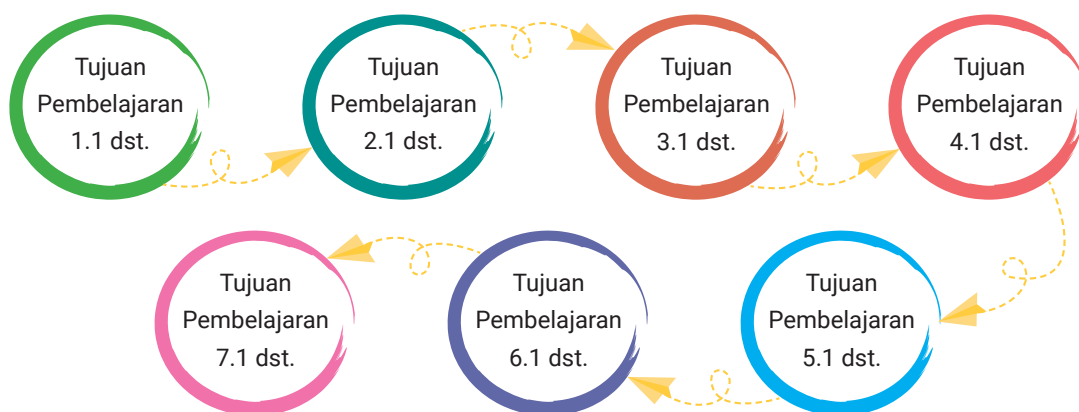 Tujuan
Pembelajaran
1.1 dst.
Tujuan
Pembelajaran
2.1 dst.
Tujuan
Pembelajaran
3.1 dst.
Tujuan
Pembelajaran
4.1 dst.
Tujuan
Pembelajaran
5.1 dst.
Tujuan
Pembelajaran
6.1 dst.
Tujuan
Pembelajaran
7.1 dst.